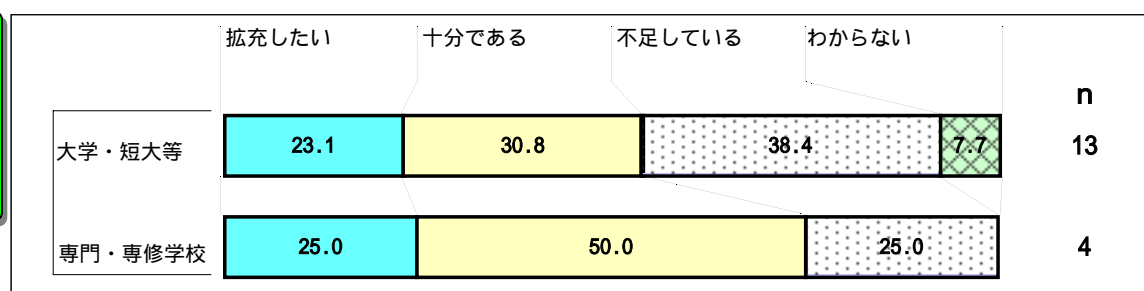 拡充したい 十分である 不足している わからない
n
大学・短大等 23.1 30.8 38.4 7.7 13
専門・専修学校 25.0 50.0 25.0 4